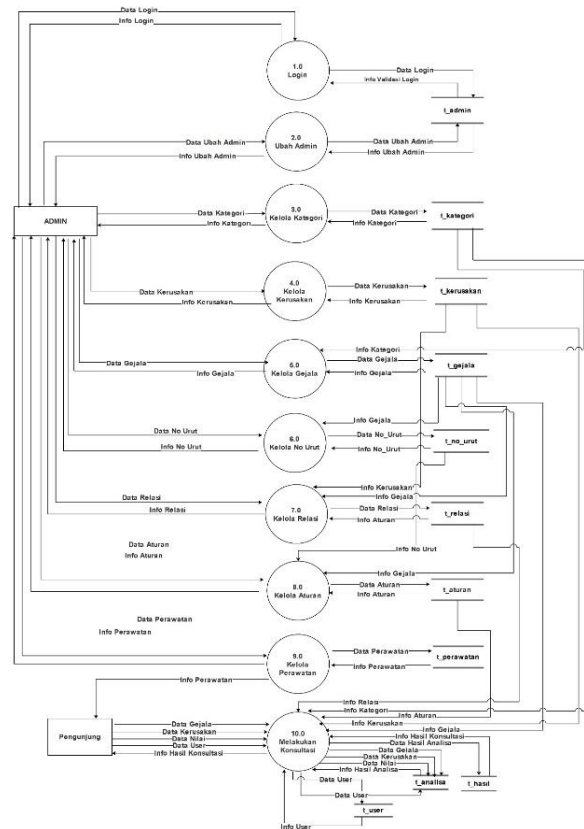 Data Login
Info Login
1.0
Login
Data Login
Info Validasi Login
t_admin
2.0
Ubah Admin
Data Ubah Admin
Info Ubah Admin
Data Ubah Admin
Info Ubah Admin
ADMIN
3.0
Kelola Kategori
Data Kategori
Info Kategori
Data Kategori
Info Kategori
t_kategori
4.0
Kelola
Kerusakan
Data Kerusakan
Info Kerusakan
Data Kerusakan
Info Kerusakan
t_kerusakan
Info Kategori
5.0
Kelola Gejala
Data Gejala
Info Gejala
Data Gejala
Info Gejala
t_gejala
Info Gejala
6.0
Kelola No Urut
Data No Urut
Info No Urut
Data No_Urut
Info No_Urut
t_no_urut
Info Kerusakan
Info Gejala
7.0
Kelola Relasi
Data Relasi
Info Relasi
Data Relasi
Info Aturan
t_relasi
Data Aturan
Info Aturan
Info No Urut
Info Gejala
8.0
Kelola Aturan
Data Aturan
Info Aturan
t_aturan
Data Perawatan
Info Perawatan
9.0
Kelola
Perawatan
Data Perawatan
Info Perawatan
t_perawatan
Info Perawatan
Info Relasi
Info Kategori
Info Aturan
Info Kerusakan
Info Gejala
Pengunjung
Data Gejala
Data Kerusakan
Data Nilai
Data User
Info Hasil Konsultasi
10.0
Melakukan
Konsultasi
Info Hasil Konsultasi
Data Hasil Analisa
Data Gejala
Data Kerusakan
Data Nilai
Info Hasil Analisa
t_analisa
t_hasil
Data User
Data User
t_user
Info User